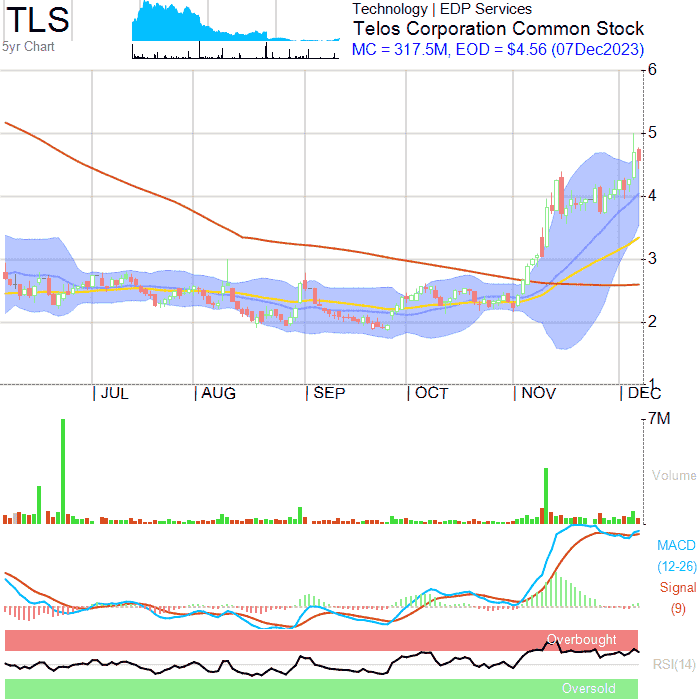 TLS
5yr Chart
Technology | EDP Services
Telos Corporation Common Stock
MC = 317.5M, EOD = $4.56 (07Dec2023)
6
5
4
3
2
1
JUL AUG SEP OCT NOV DEC
7M
Volume
MACD
(12-26)
Signal
(9)
Overbought
RSI(14)
Oversold